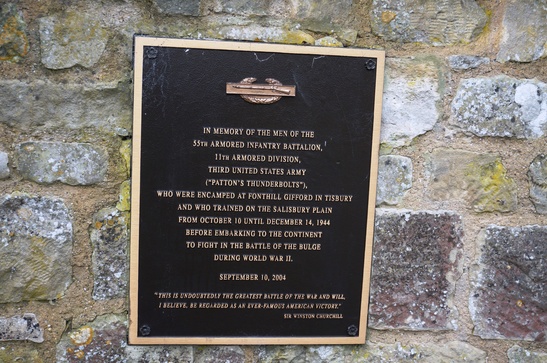 IN MEMORY OF THE MEN OF THE
55TH ARMORED INFANTRY BATTALION,
11TH ARMORED DIVISION,
THIRD UNITED STATES ARMY
("PATTON'S THUNDERBOLTS"),
WHO WERE ENCAMPED AT FONTHILL GIFFORD IN TISBURY
AND WHO TRAINED ON THE SALISBURY PLAIN
FROM OCTOBER 10 UNTIL DECEMBER 14, 1944
BEFORE EMBARKING TO THE CONTINENT
TO FIGHT IN THE BATTLE OF THE BULGE
DURING WORLD WAR II.
SEPTEMBER 10, 2004
"THIS IS UNDOUBTEDLY THE GREATEST BATTLE OF THE WAR AND WILL,
I BELIEVE, BE REGARDED AS AN EVER-FAMOUS AMERICAN VICTORY."
SIR WINSTON CHURCHILL